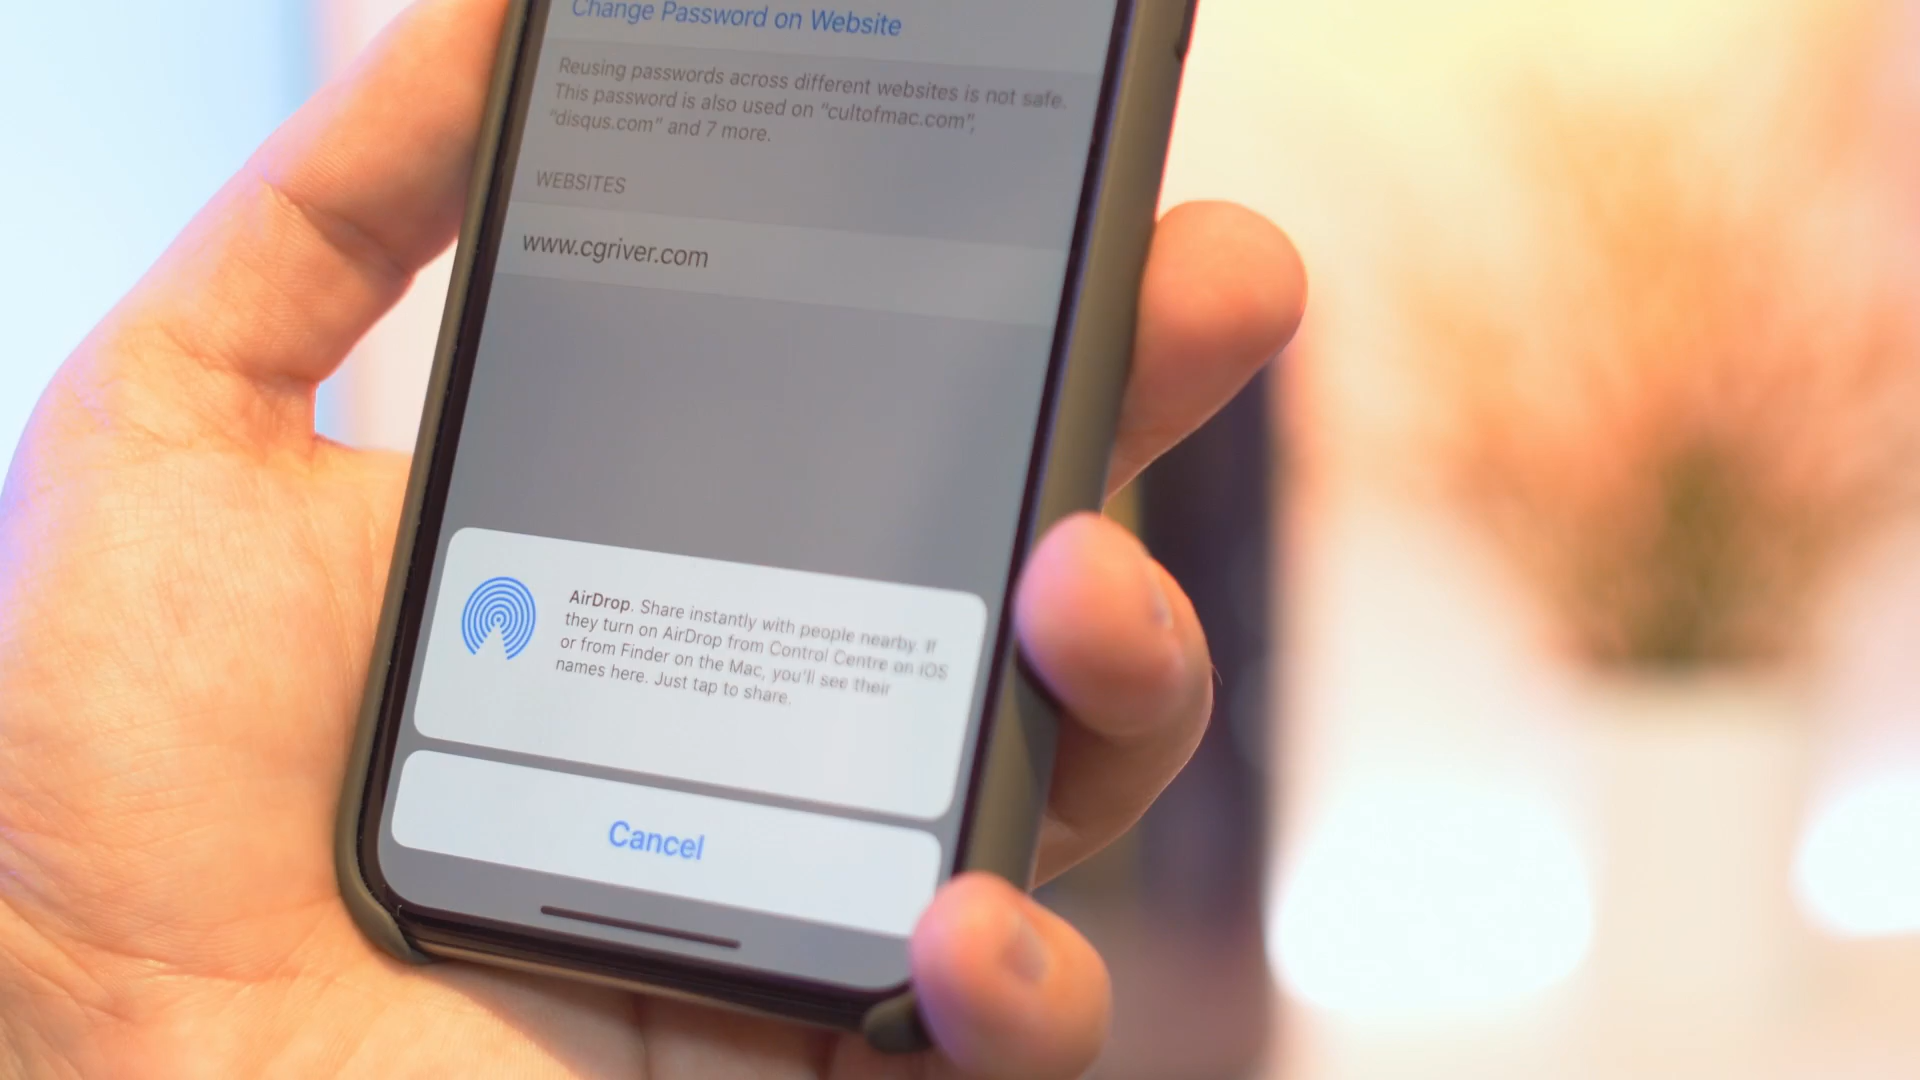 Change Password on Website
Reusing passwords across different websites is not safe.
This password is also used on “cultofmac.com”,
“disqus.com” and 7 more.
WEBSITES
www.cgriver.com
AirDrop. Share instantly with people nearby. If
they turn on AirDrop from Control Centre on iOS
or from Finder on the Mac, you'll see their
names here. Just tap to share.
Cancel